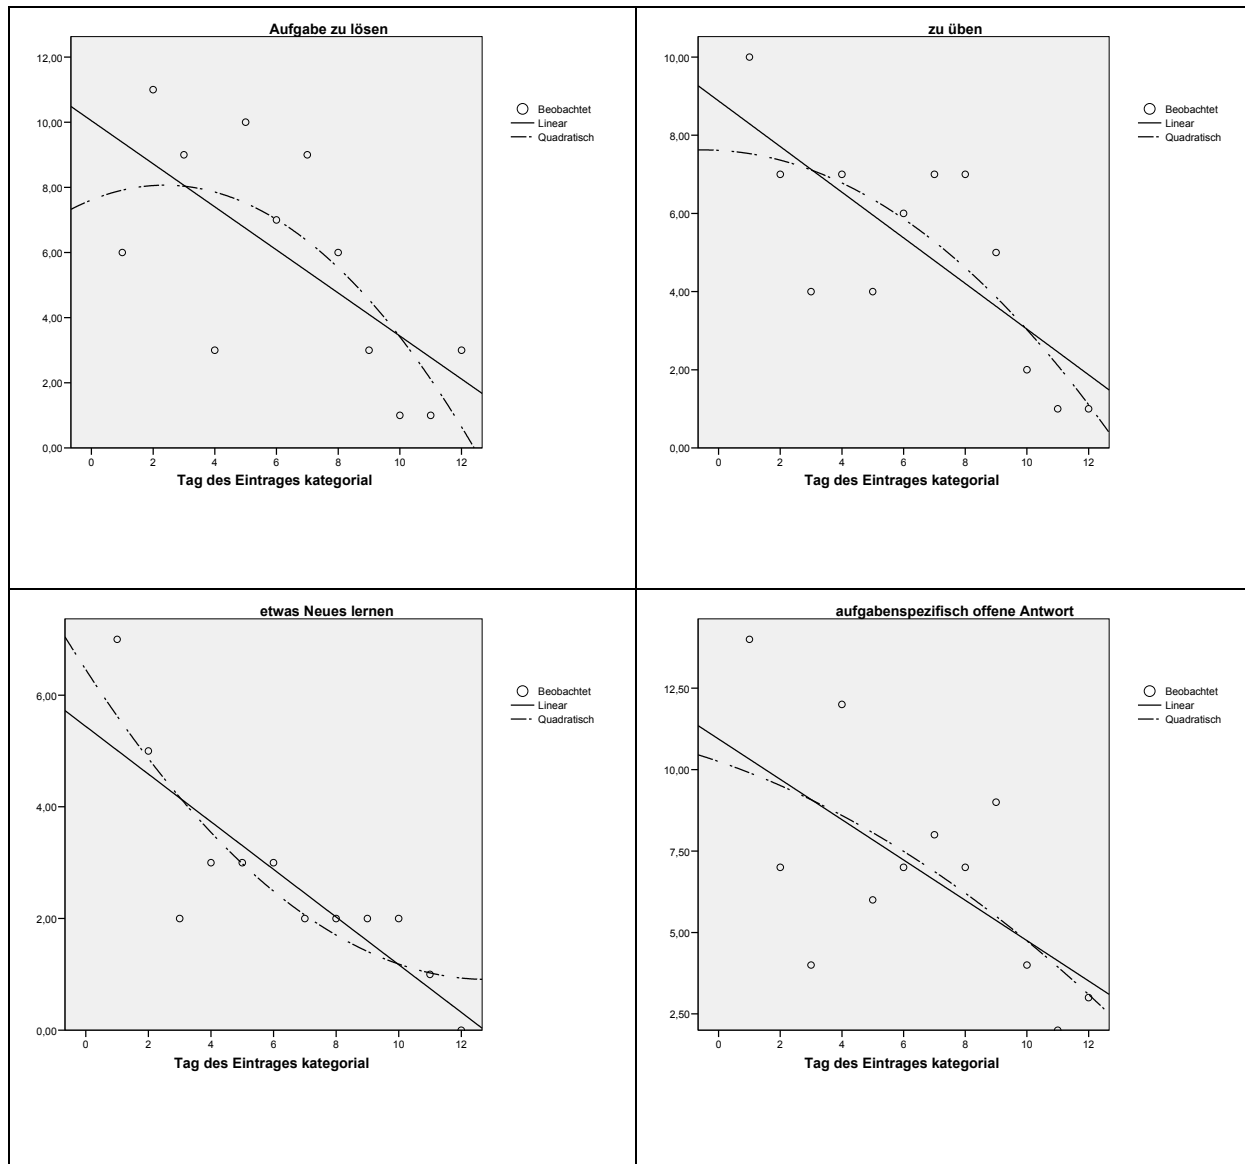 Aufgabe zu lösen
12,00
10,00
8,00
6,00
4,00
2,00
0,00
0 2 4 6 8 10 12
Tag des Eintrages kategorial
Beobachtet
Linear
Quadratisch
zu üben
10,00
8,00
6,00
4,00
2,00
0,00
0 2 4 6 8 10 12
Tag des Eintrages kategorial
Beobachtet
Linear
Quadratisch
etwas Neues lernen
6,00
4,00
2,00
0,00
0 2 4 6 8 10 12
Tag des Eintrages kategorial
Beobachtet
Linear
Quadratisch
aufgabenspezifisch offene Antwort
12,50
10,00
7,50
5,00
2,50
0 2 4 6 8 10 12
Tag des Eintrages kategorial
Beobachtet
Linear
Quadratisch